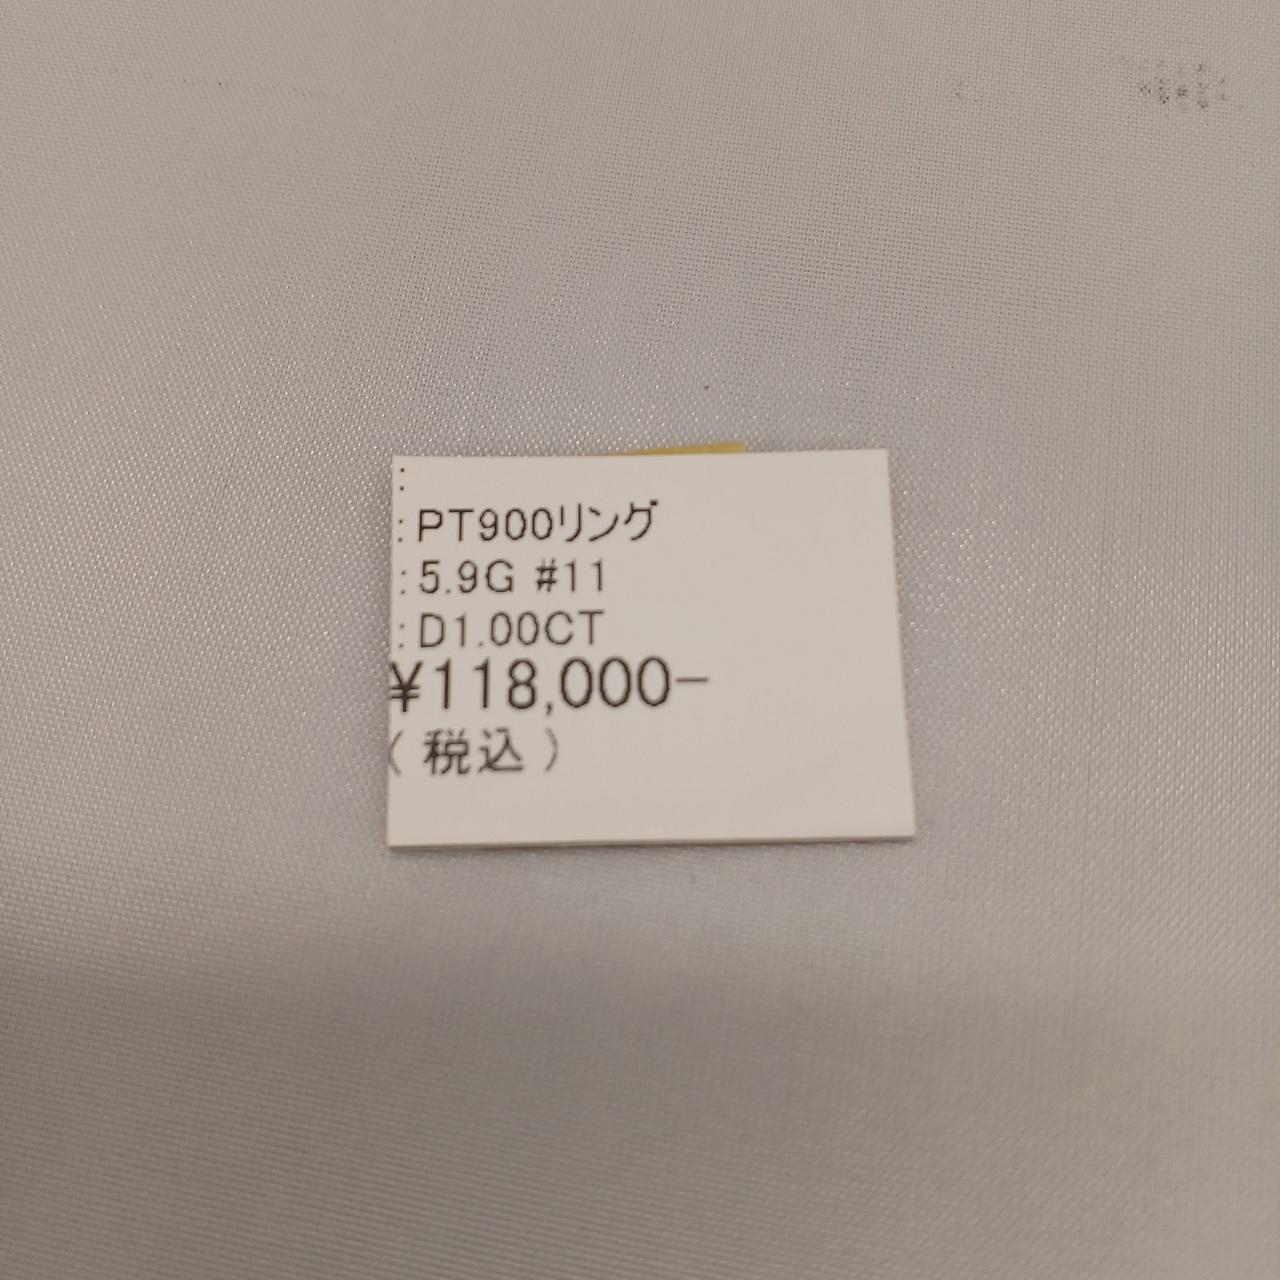 :
:PT900リング
:5.9G #11
:D1.00CT
¥118,000-
(税込)